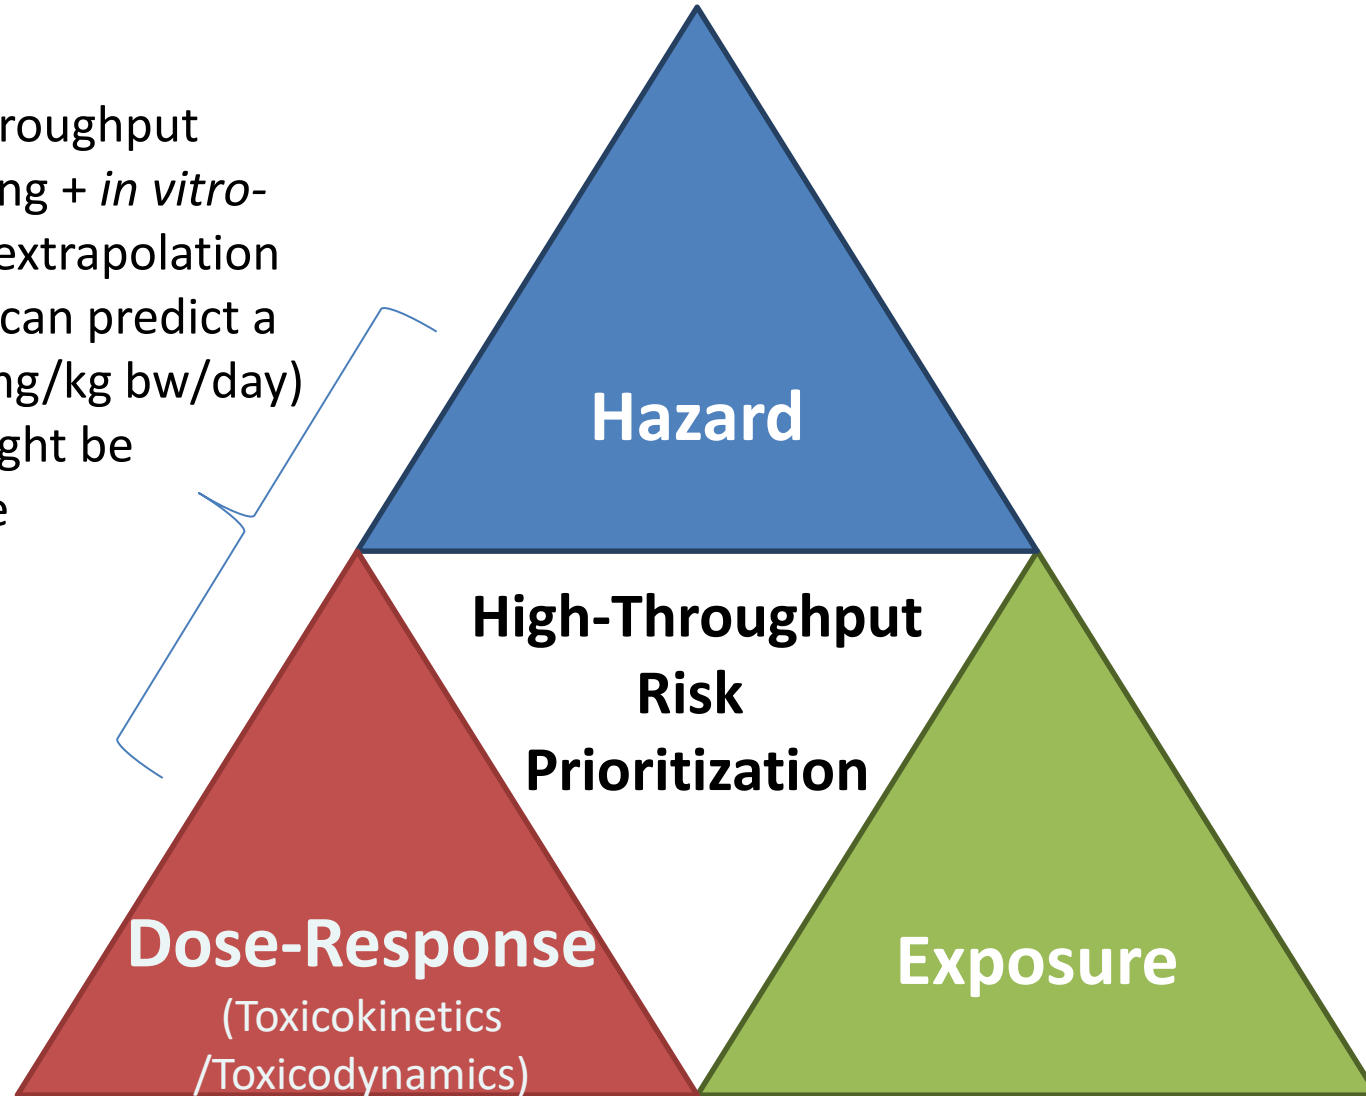 roughput
ng + in vitro-
extrapolation
can predict a
ng/kg bw/day)
ght be
e
Hazard
High-Throughput
Risk
Prioritization
Dose-Response
(Toxicokinetics
/Toxicodynamics)
Exposure